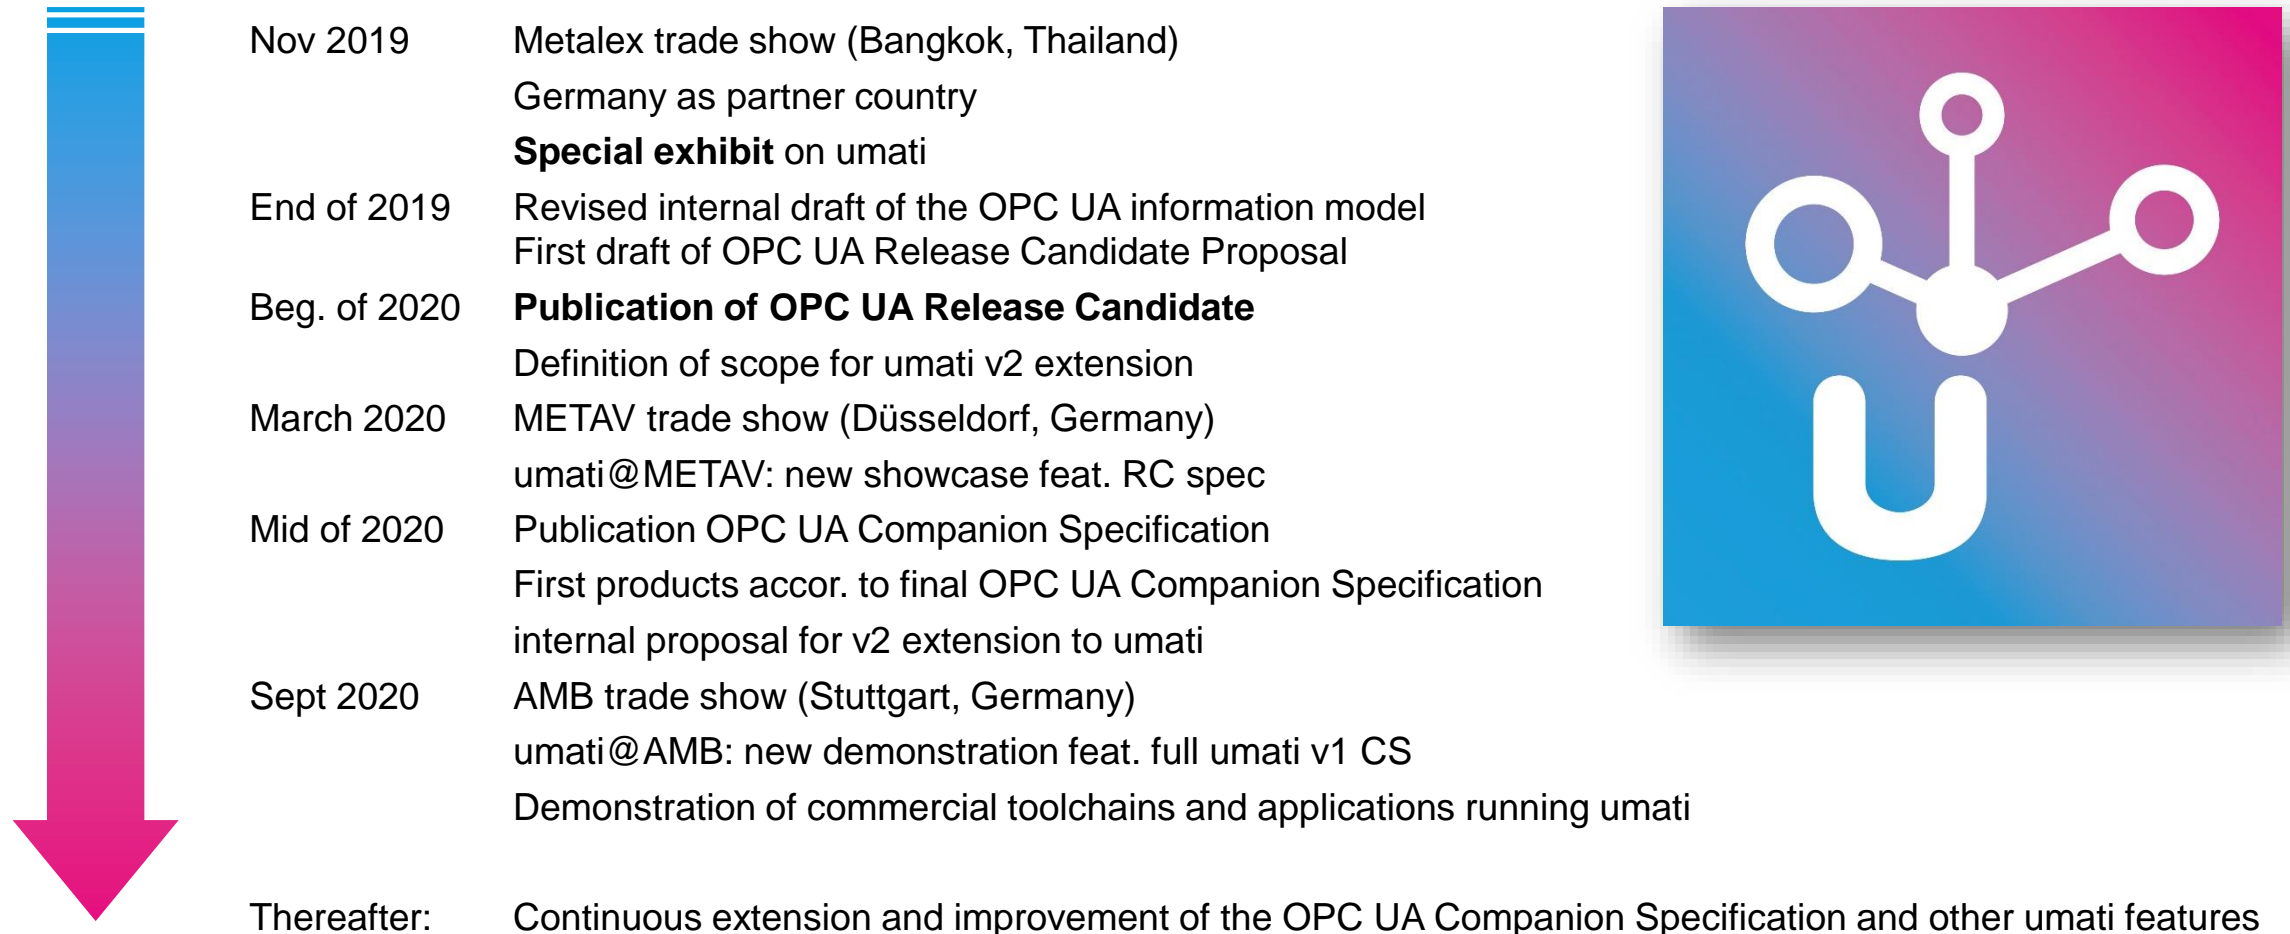 Nov 2019 Metalex trade show (Bangkok, Thailand)
Germany as partner country
Special exhibit on umati
End of 2019 Revised internal draft of the OPC UA information model
First draft of OPC UA Release Candidate Proposal
Beg. of 2020 Publication of OPC UA Release Candidate
Definition of scope for umati v2 extension
March 2020 METAV trade show (Düsseldorf, Germany)
umati@METAV: new showcase feat. RC spec
Mid of 2020 Publication OPC UA Companion Specification
First products accor. to final OPC UA Companion Specification
internal proposal for v2 extension to umati
Sept 2020 AMB trade show (Stuttgart, Germany)
umati@AMB: new demonstration feat. full umati v1 CS
Demonstration of commercial toolchains and applications running umati
Thereafter: Continuous extension and improvement of the OPC UA Companion Specification and other umati features